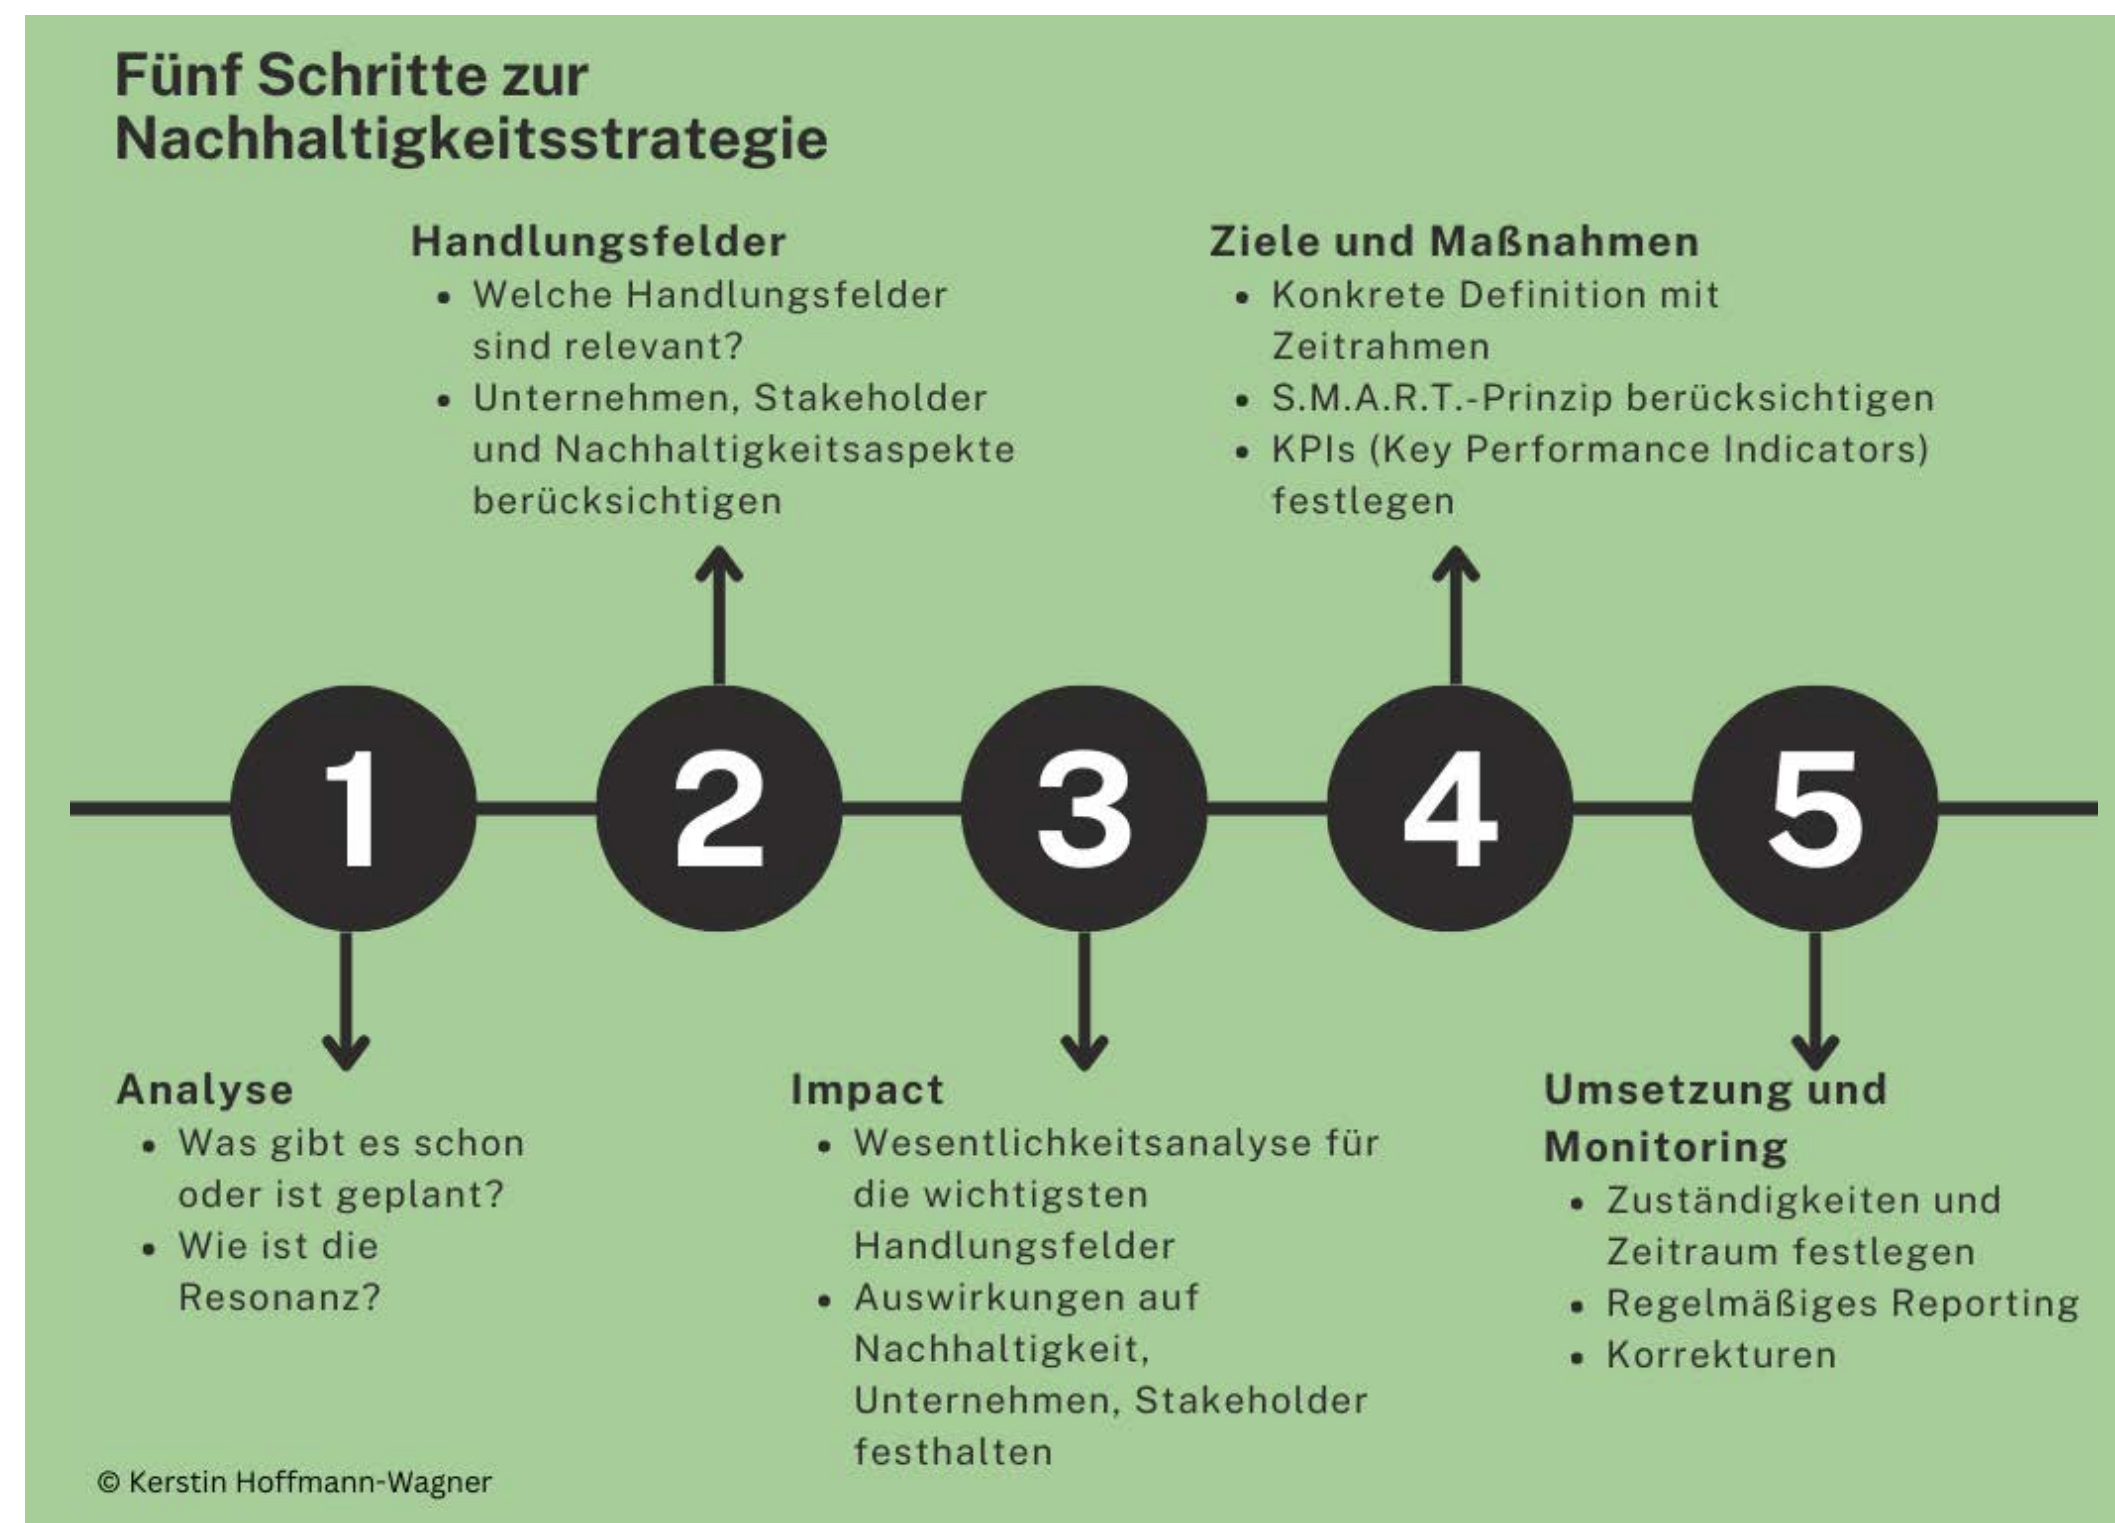 Fünf Schritte zur
Nachhaltigkeitsstrategie
Handlungsfelder
• Welche Handlungsfelder
sind relevant?
• Unternehmen, Stakeholder
und Nachhaltigkeitsaspekte
berücksichtigen
Ziele und Maßnahmen
• Konkrete Definition mit
Zeitrahmen
• S.M.A.R.T.-Prinzip berücksichtigen
• KPIs (Key Performance Indicators)
festlegen
1
2
3
4
5
Analyse
• Was gibt es schon
oder ist geplant?
• Wie ist die
Resonanz?
Impact
• Wesentlichkeitsanalyse für
die wichtigsten
Handlungsfelder
• Auswirkungen auf
Nachhaltigkeit,
Unternehmen, Stakeholder
festhalten
Umsetzung und
Monitoring
• Zuständigkeiten und
Zeitraum festlegen
• Regelmäßiges Reporting
• Korrekturen
© Kerstin Hoffmann-Wagner